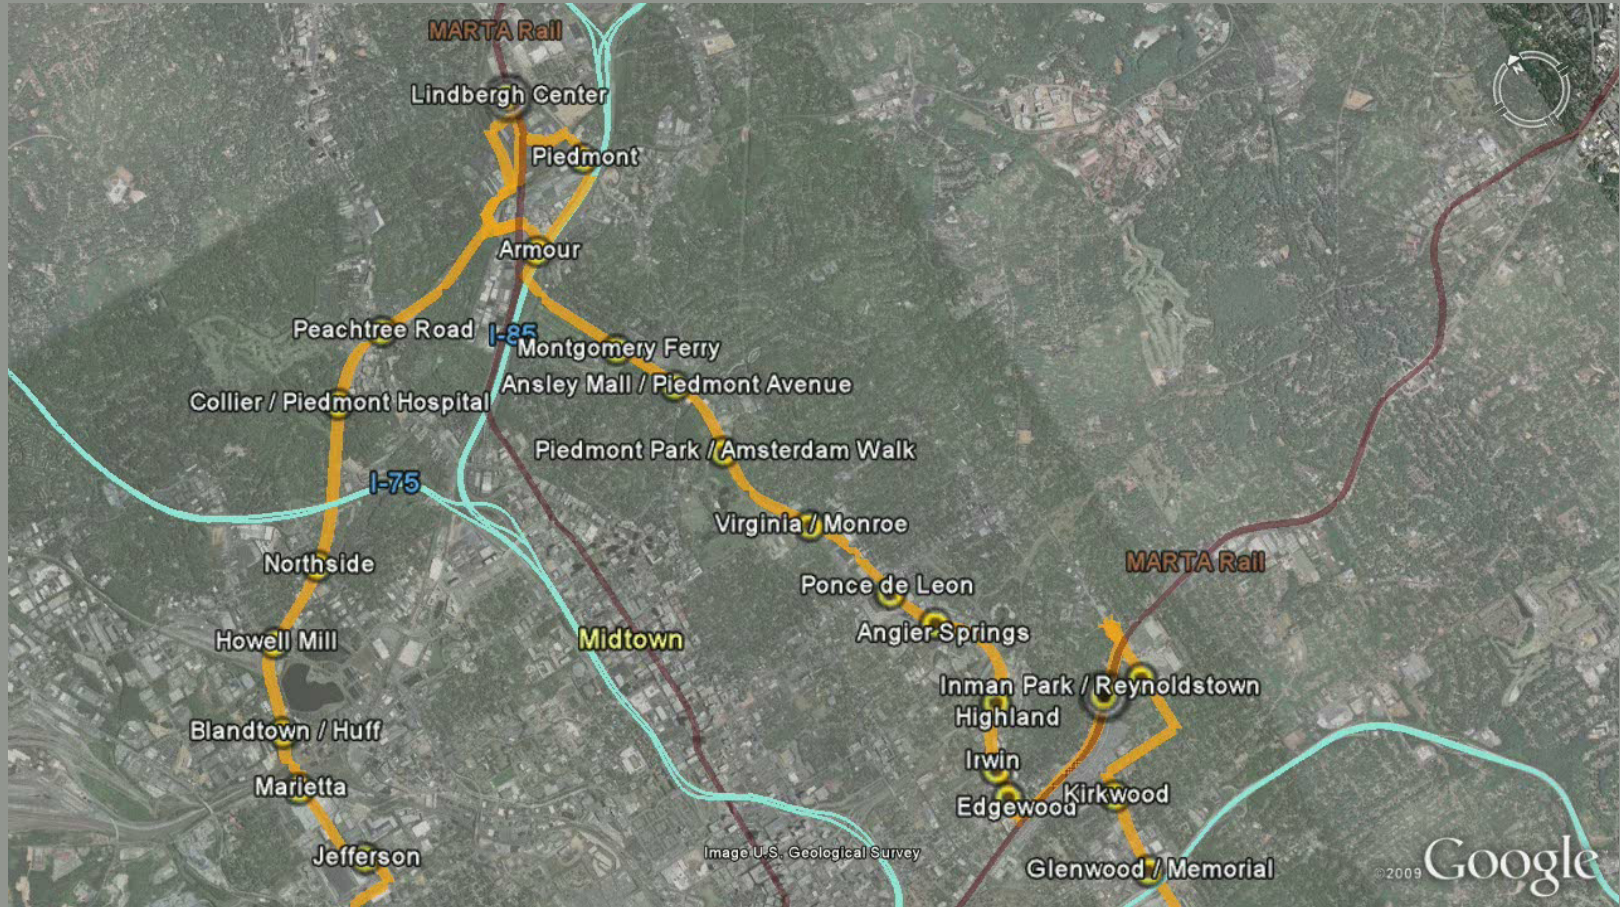 MARTA Rail
Lindbergh Center
Piedmont
Armour
Peachtree Road
I-85
Montgomery Ferry
Ansley Mall / Piedmont Avenue
Collier / Piedmont Hospital
Piedmont Park / Amsterdam Walk
I-75
Virginia / Monroe
Northside
MARTA Rail
Ponce de Leon
Angier Springs
Howell Mill
Midtown
Inman Park / Reynoldstown
Highland
Blandtown / Huff
Irwin
Marietta
Kirkwood
Edgewood
Jefferson
Image U.S. Geological Survey
Glenwood / Memorial
©2009 Google
N